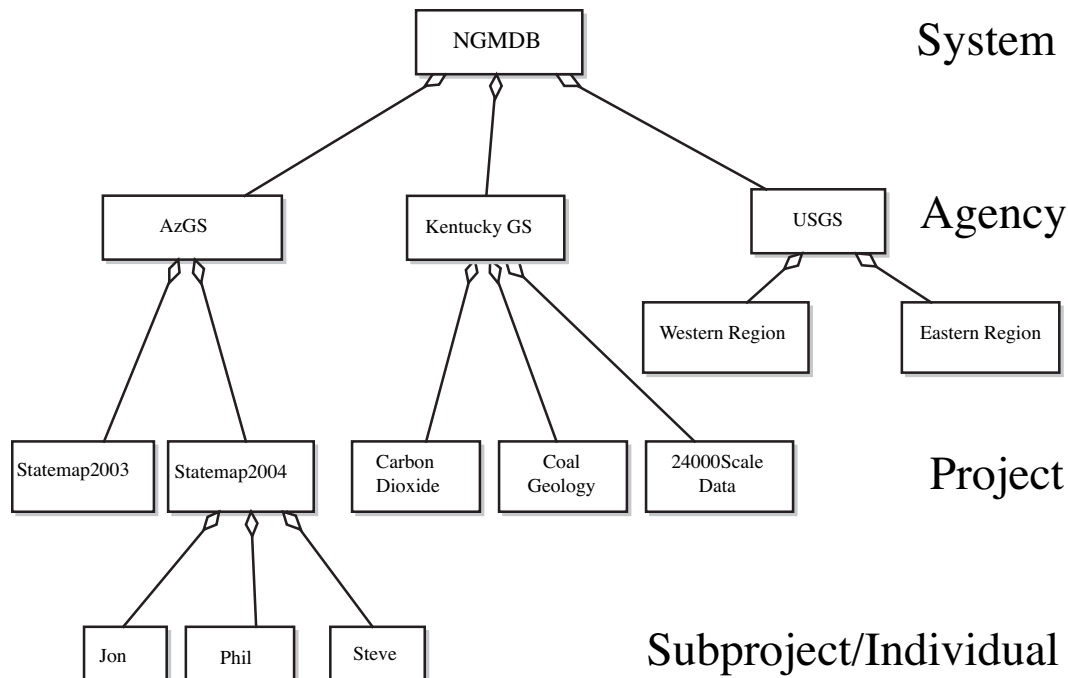 NGMDB
System
AzGS
Kentucky GS
USGS
Agency
Western Region
Eastern Region
Statemap2003
Statemap2004
Carbon
Dioxide
Coal
Geology
24000Scale
Data
Project
Jon
Phil
Steve
Subproject/Individual